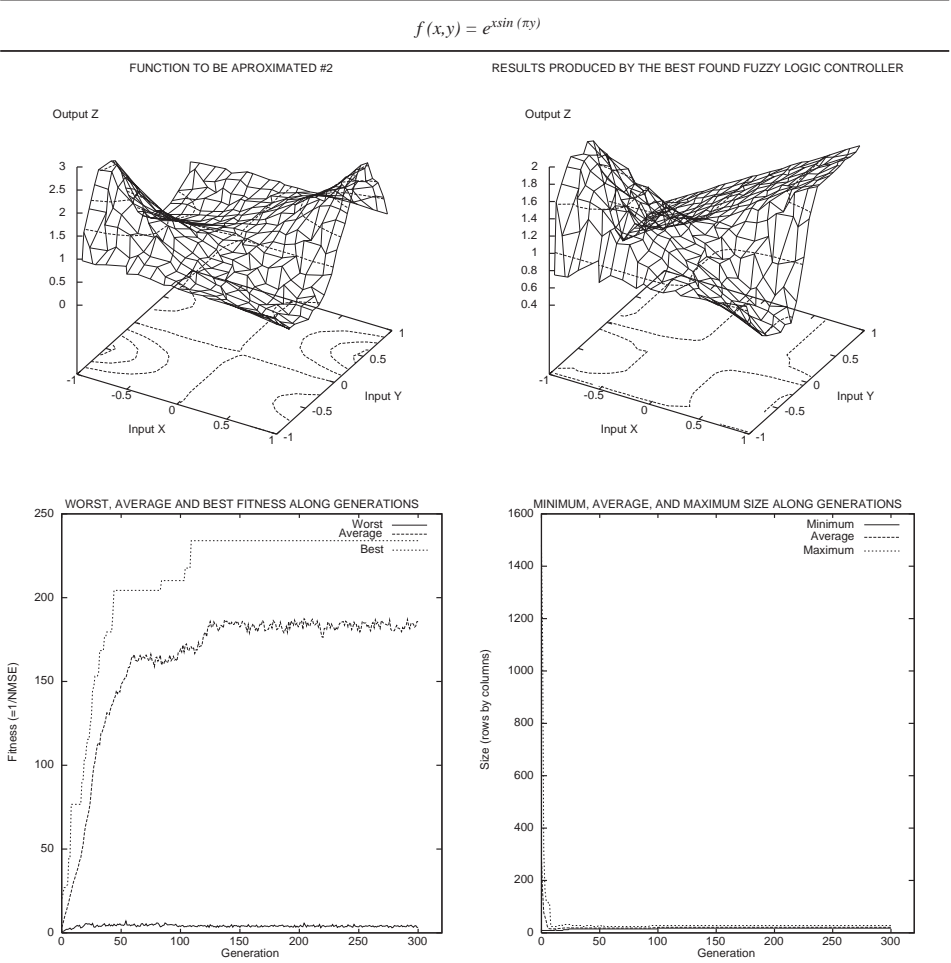 f (x,y) = e^{xsin (πy)}
FUNCTION TO BE APROXIMATED #2
Output Z
3
2.5
2
1.5
1
0.5
0
-1
-0.5
0
0.5
1
Input X
-1
-0.5
0
0.5
1
Input Y
RESULTS PRODUCED BY THE BEST FOUND FUZZY LOGIC CONTROLLER
Output Z
2
1.8
1.6
1.4
1.2
1
0.8
0.6
0.4
-1
-0.5
0
0.5
1
Input X
-1
-0.5
0
0.5
1
Input Y
WORST, AVERAGE AND BEST FITNESS ALONG GENERATIONS
Worst
Average
Best
250
200
150
100
50
0
Fitness (=1/NMSE)
0 50 100 150 200 250 300
Generation
MINIMUM, AVERAGE, AND MAXIMUM SIZE ALONG GENERATIONS
Minimum
Average
Maximum
1600
1400
1200
1000
800
600
400
200
0
Size (rows by columns)
0 50 100 150 200 250 300
Generation